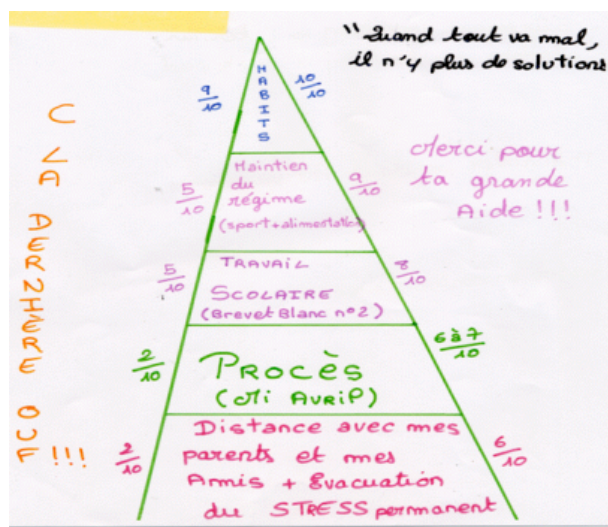 "Quand tout va mal,
il n'y plus de solutions
C LA DERNIERE OUF !!!
Merci pour
ta grande
Aide !!!
9/10
HABITS
10/10
5/10
Maintien
du
régime
(sport + alimentation)
9/10
5/10
TRAVAIL
SCOLAIRE
(Brevet Blanc n°2)
8/10
2/10
PROCÈS
(Mi AVRIL)
6 à 7/10
2/10
Distance avec mes
parents et mes
Amis + Evacuation
du STRESS permanent
6/10